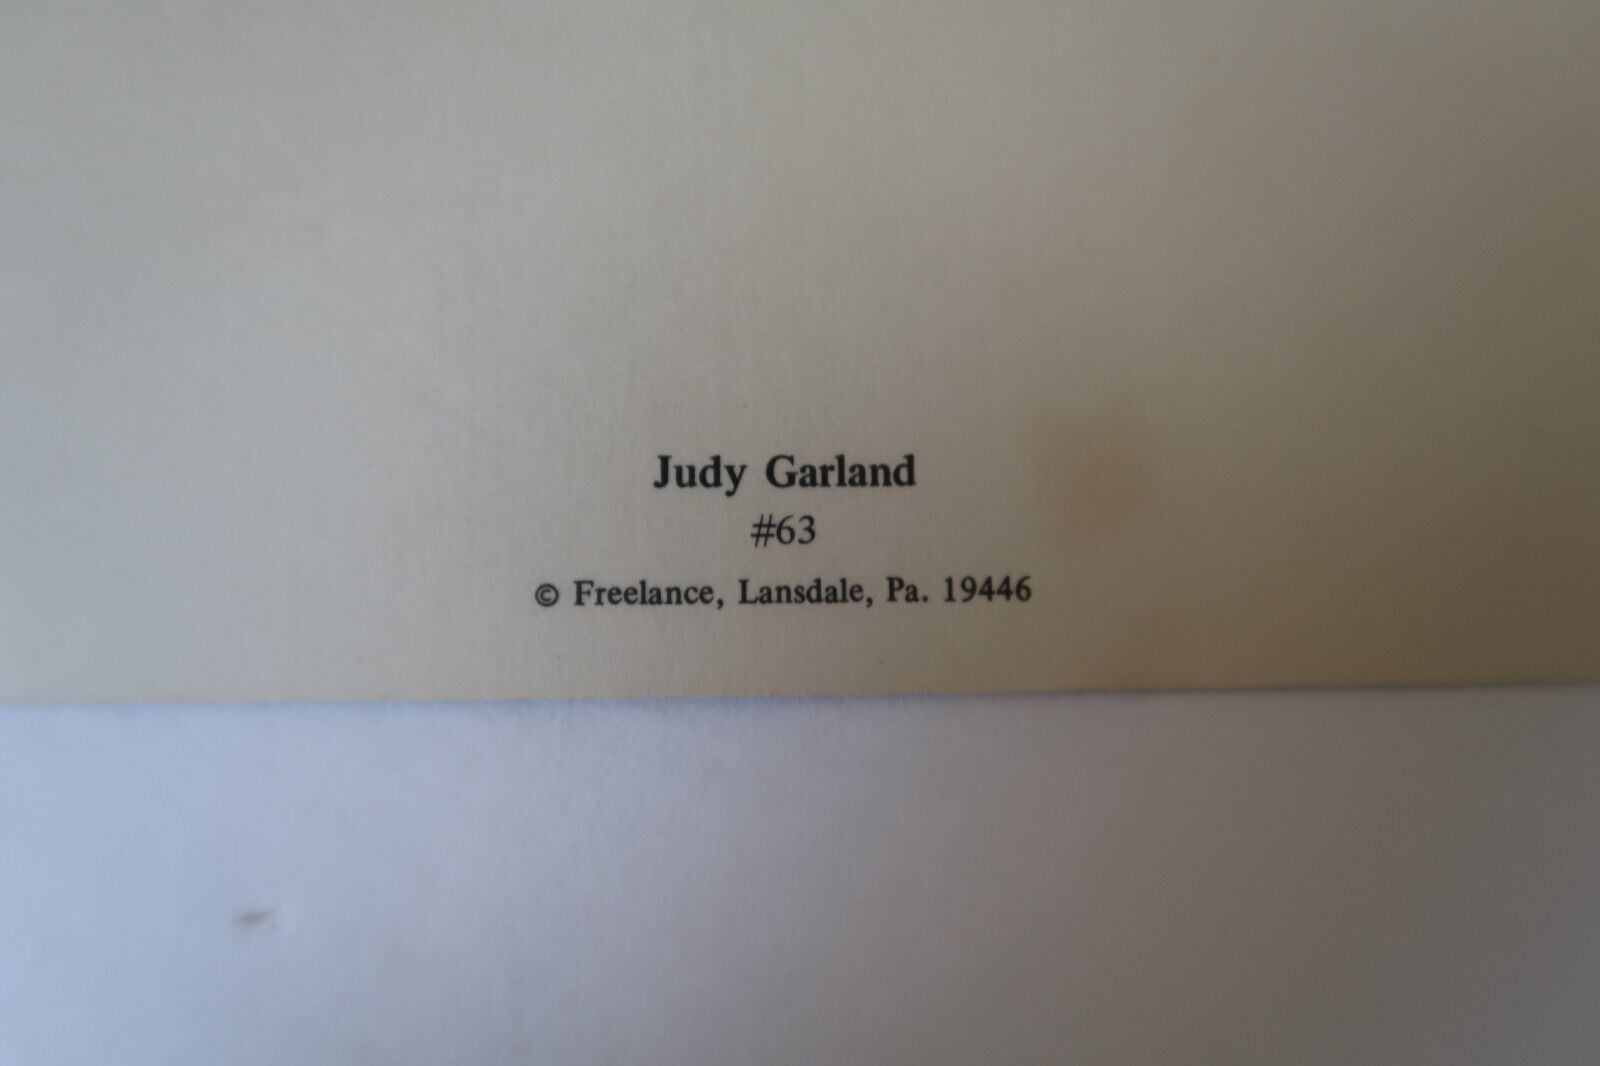 Judy Garland
#63
© Freelance, Lansdale, Pa. 19446